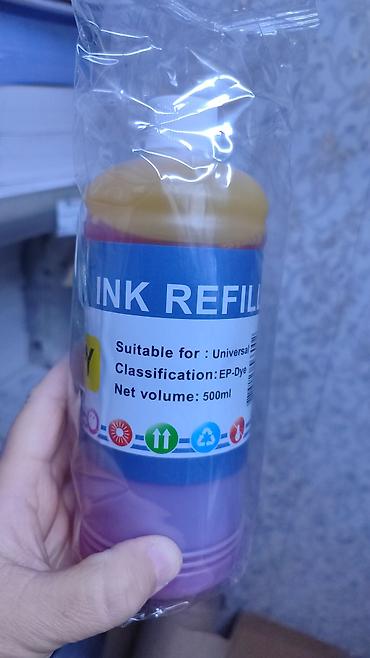 INK REFILL
Y
Suitable for : Universal
Classification: EP-Dye
Net volume: 500ml